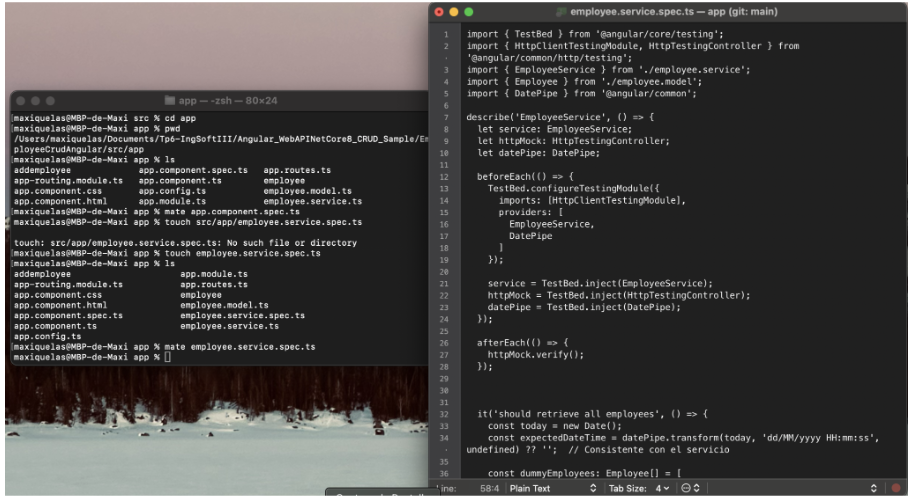 app — -zsh — 80×24
[maxiquelas@MBP-de-Maxi src % cd app
[maxiquelas@MBP-de-Maxi app % pwd
/Users/maxiquelas/Documents/Tp6-IngSoftIII/Angular_WebAPINetCore8_CRUD_Sample/Em
ployeeCrudAngular/src/app
[maxiquelas@MBP-de-Maxi app % ls
addemployee app.component.spec.ts app.routes.ts
app-routing.module.ts app.component.ts employee
app.component.css app.config.ts employee.model.ts
app.component.html app.module.ts employee.service.ts
[maxiquelas@MBP-de-Maxi app % mate app.component.spec.ts
[maxiquelas@MBP-de-Maxi app % touch src/app/employee.service.spec.ts
touch: src/app/employee.service.spec.ts: No such file or directory
[maxiquelas@MBP-de-Maxi app % touch employee.service.spec.ts
[maxiquelas@MBP-de-Maxi app % ls
addemployee app.module.ts
app-routing.module.ts app.routes.ts
app.component.css employee
app.component.html employee.model.ts
app.component.spec.ts employee.service.spec.ts
app.component.ts employee.service.ts
app.config.ts
[maxiquelas@MBP-de-Maxi app % mate employee.service.spec.ts
maxiquelas@MBP-de-Maxi app %
employee.service.spec.ts — app (git: main)
1 import { TestBed } from '@angular/core/testing';
2 import { HttpClientTestingModule, HttpTestingController } from
'@angular/common/http/testing';
3 import { EmployeeService } from './employee.service';
4 import { Employee } from './employee.model';
5 import { DatePipe } from '@angular/common';
6
7 describe('EmployeeService', () => {
8 let service: EmployeeService;
9 let httpMock: HttpTestingController;
10 let datePipe: DatePipe;
11
12 beforeEach(() => {
13 TestBed.configureTestingModule({
14 imports: [HttpClientTestingModule],
15 providers: [
16 EmployeeService,
17 DatePipe
18 ]
19 });
20
21 service = TestBed.inject(EmployeeService);
22 httpMock = TestBed.inject(HttpTestingController);
23 datePipe = TestBed.inject(DatePipe);
24 });
25
26 afterEach(() => {
27 httpMock.verify();
28 });
29
30
31
32 it('should retrieve all employees', () => {
33 const today = new Date();
34 const expectedDateTime = datePipe.transform(today, 'dd/MM/yyyy HH:mm:ss',
undefined) ?? ''; // Consistente con el servicio
35
36 const dummyEmployees: Employee[] = [
58:4 Plain Text Tab Size: 4